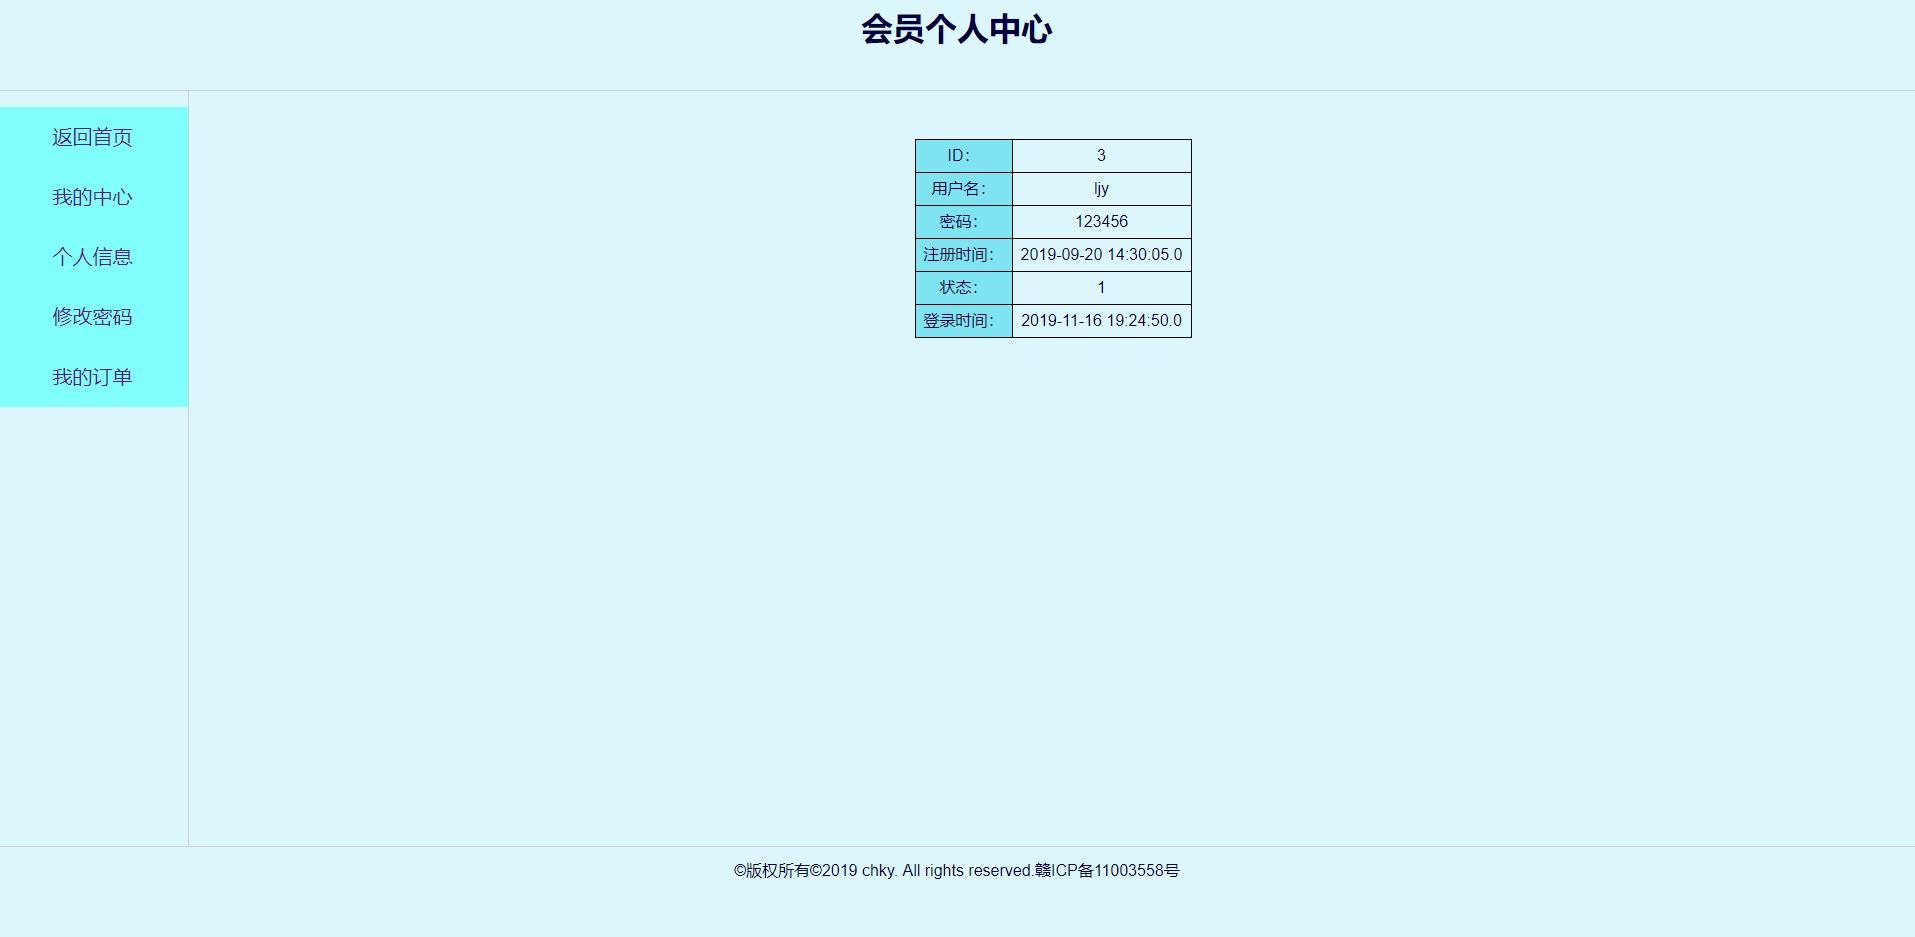 会员个人中心
返回首页
我的中心
个人信息
修改密码
我的订单
ID： 3
用户名： ljy
密码： 123456
注册时间： 2019-09-20 14:30:05.0
状态： 1
登录时间： 2019-11-16 19:24:50.0
©版权所有©2019 chky. All rights reserved.赣ICP备11003558号